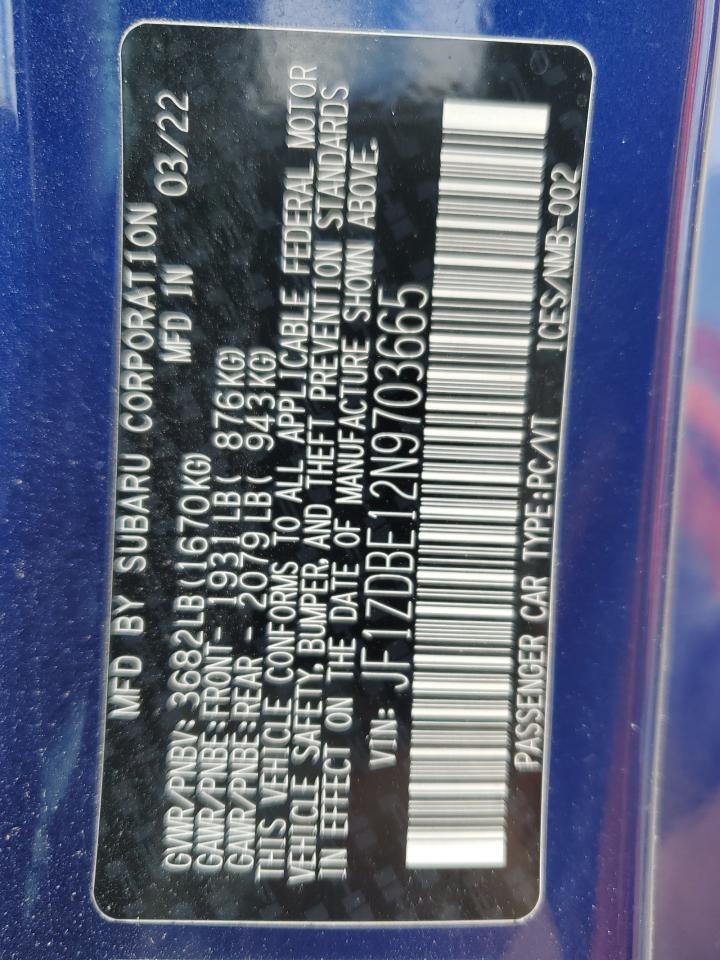 MFD BY SUBARU CORPORATION
MFD IN 03/22
GVWR/PNBV:3682LB(1670KG)
GAWR/PNBE:FRONT- 1931LB( 876KG)
GAWR/PNBE:REAR - 2079LB( 943KG)
THIS VEHICLE CONFORMS TO ALL APPLICABLE FEDERAL MOTOR
VEHICLE SAFETY, BUMPER, AND THEFT PREVENTION STANDARDS
IN EFFECT ON THE DATE OF MANUFACTURE SHOWN ABOVE.
VIN: JF1ZDBE12N9703665
PASSENGER CAR TYPE:PC/VT ICES/NMB-002